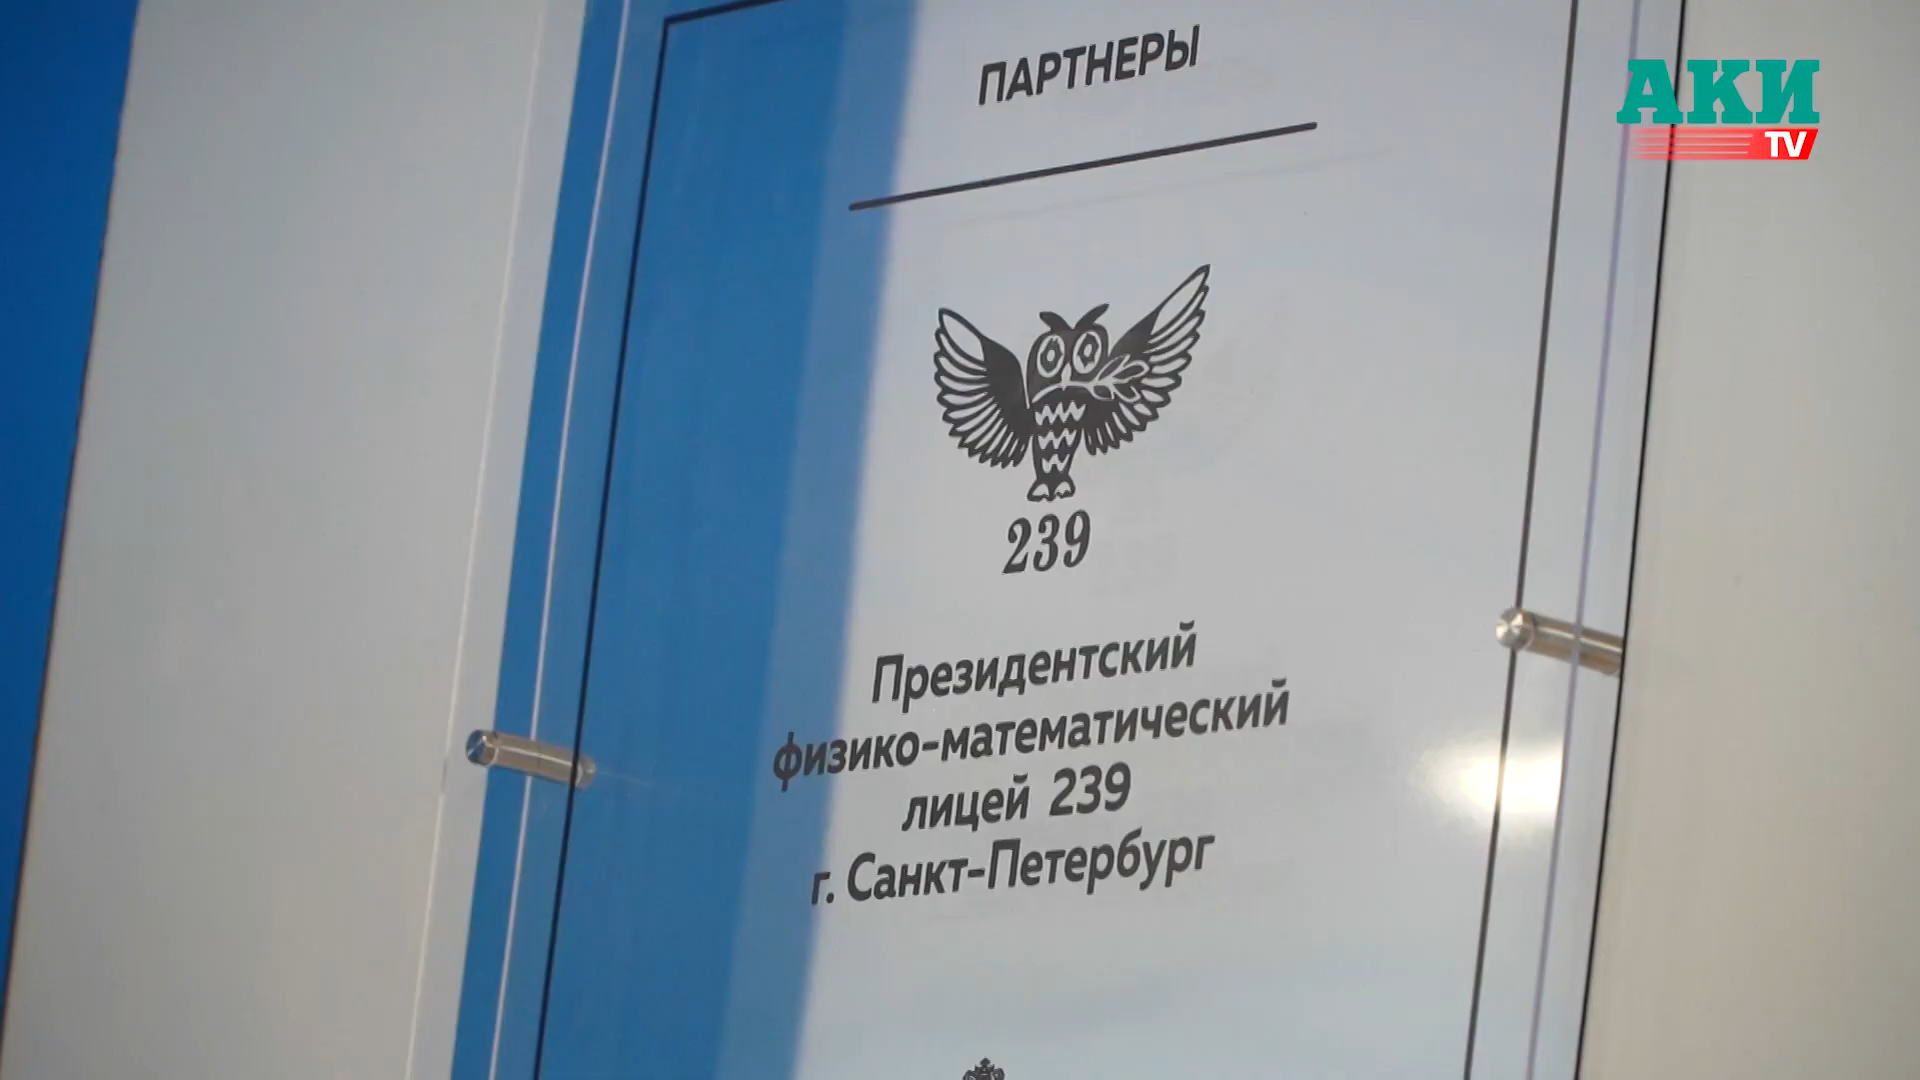 ПАРТНЕРЫ
АКИ
TV
239
Президентский
физико-математический
лицей 239
г. Санкт-Петербург